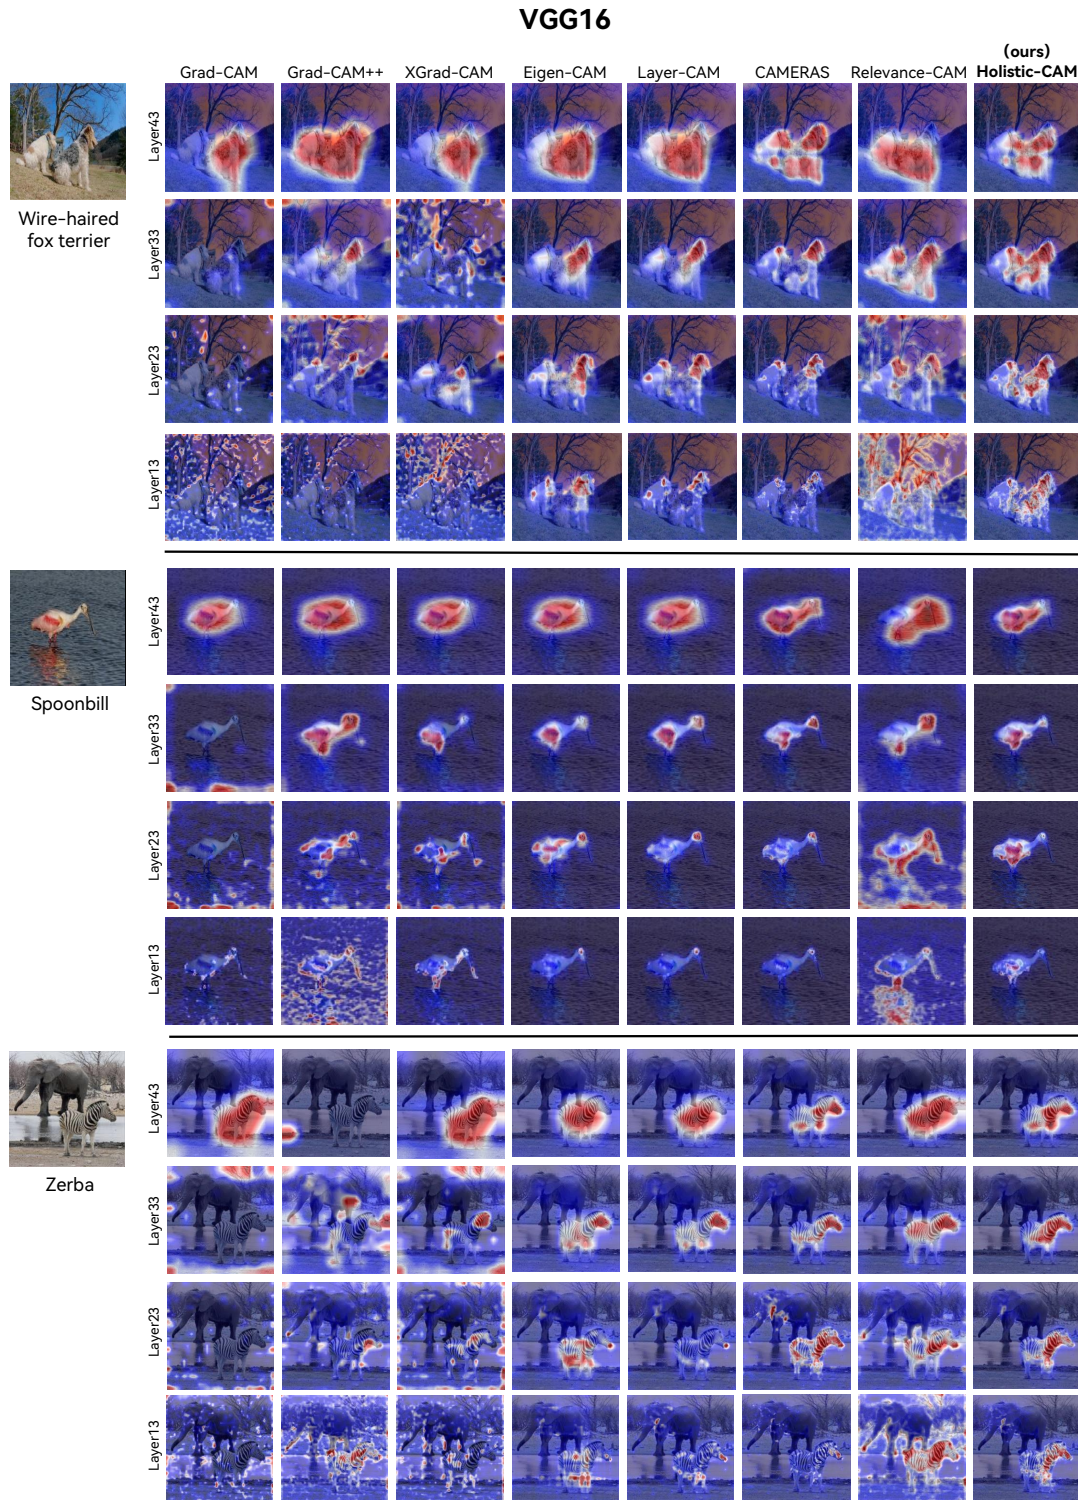 VGG16
Grad-CAM
Grad-CAM++
XGrad-CAM
Eigen-CAM
Layer-CAM
CAMERAS
Relevance-CAM
(ours)
Holistic-CAM
Layer43
Wire-haired
fox terrier
Layer33
Layer23
Layer13
Layer43
Spoonbill
Layer33
Layer23
Layer13
Layer43
Zerba
Layer33
Layer23
Layer13